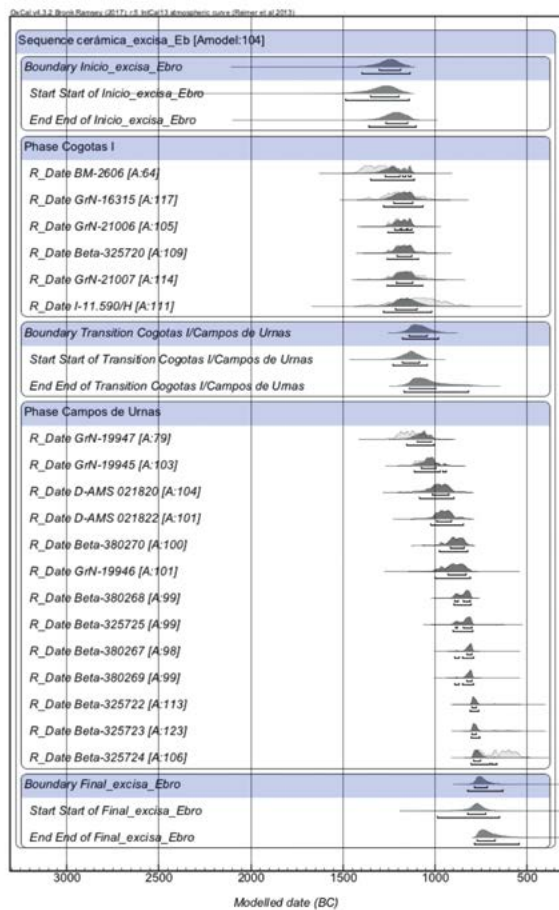 OxCal v4.3.2 Bronk Ramsey (2017); r:5 IntCal13 atmospheric curve (Reimer et al 2013)
Sequence cerámica_excisa_Eb [Amodel:104]
Boundary Inicio_excisa_Ebro
Start Start of Inicio_excisa_Ebro
End End of Inicio_excisa_Ebro
Phase Cogotas I
R_Date BM-2606 [A:64]
R_Date GrN-16315 [A:117]
R_Date GrN-21006 [A:105]
R_Date Beta-325720 [A:109]
R_Date GrN-21007 [A:114]
R_Date I-11.590/H [A:111]
Boundary Transition Cogotas I/Campos de Urnas
Start Start of Transition Cogotas I/Campos de Urnas
End End of Transition Cogotas I/Campos de Urnas
Phase Campos de Urnas
R_Date GrN-19947 [A:79]
R_Date GrN-19945 [A:103]
R_Date D-AMS 021820 [A:104]
R_Date D-AMS 021822 [A:101]
R_Date Beta-380270 [A:100]
R_Date GrN-19946 [A:101]
R_Date Beta-380268 [A:99]
R_Date Beta-325725 [A:99]
R_Date Beta-380267 [A:98]
R_Date Beta-380269 [A:99]
R_Date Beta-325722 [A:113]
R_Date Beta-325723 [A:123]
R_Date Beta-325724 [A:106]
Boundary Final_excisa_Ebro
Start Start of Final_excisa_Ebro
End End of Final_excisa_Ebro
3000 2500 2000 1500 1000 500
Modelled date (BC)